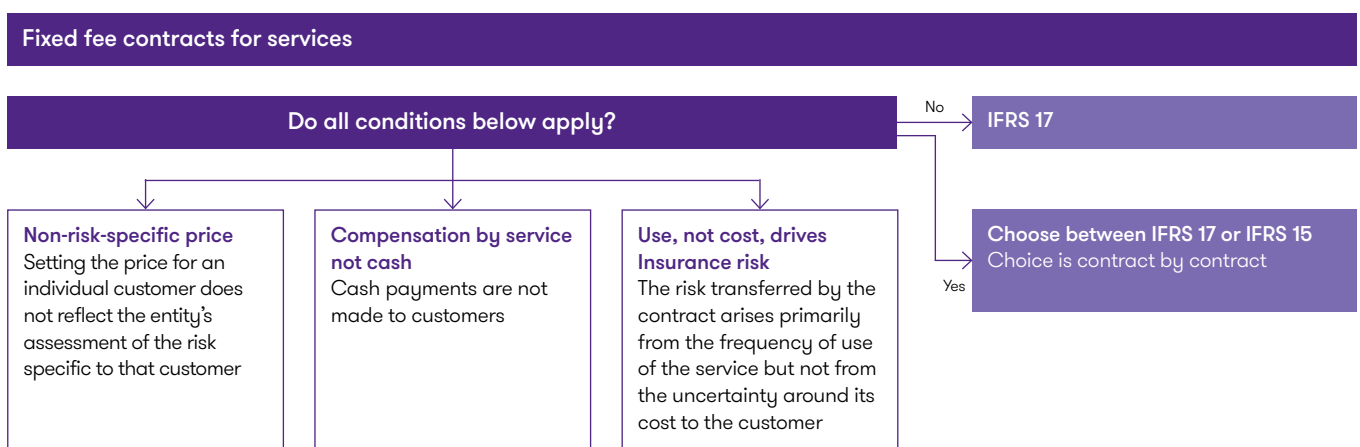 Fixed fee contracts for services
Do all conditions below apply?
No
IFRS 17
Non-risk-specific price
Setting the price for an
individual customer does
not reflect the entity's
assessment of the risk
specific to that customer
Compensation by service
not cash
Cash payments are not
made to customers
Use, not cost, drives
Insurance risk
The risk transferred by the
contract arises primarily
from the frequency of use
of the service but not from
the uncertainty around its
cost to the customer
Yes
Choose between IFRS 17 or IFRS 15
Choice is contract by contract